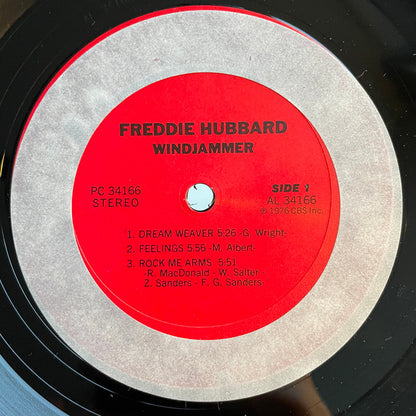 FREDDIE HUBBARD
WINDJAMMER
PC 34166
STEREO
SIDE 1
AL 34166
℗ 1976 CBS Inc.
1. DREAM WEAVER 5:26 -G. Wright-
2. FEELINGS 5:56 -M. Albert-
3. ROCK ME ARMS 5:51
-R. MacDonald - W. Salter -
Z. Sanders - F. G. Sanders-